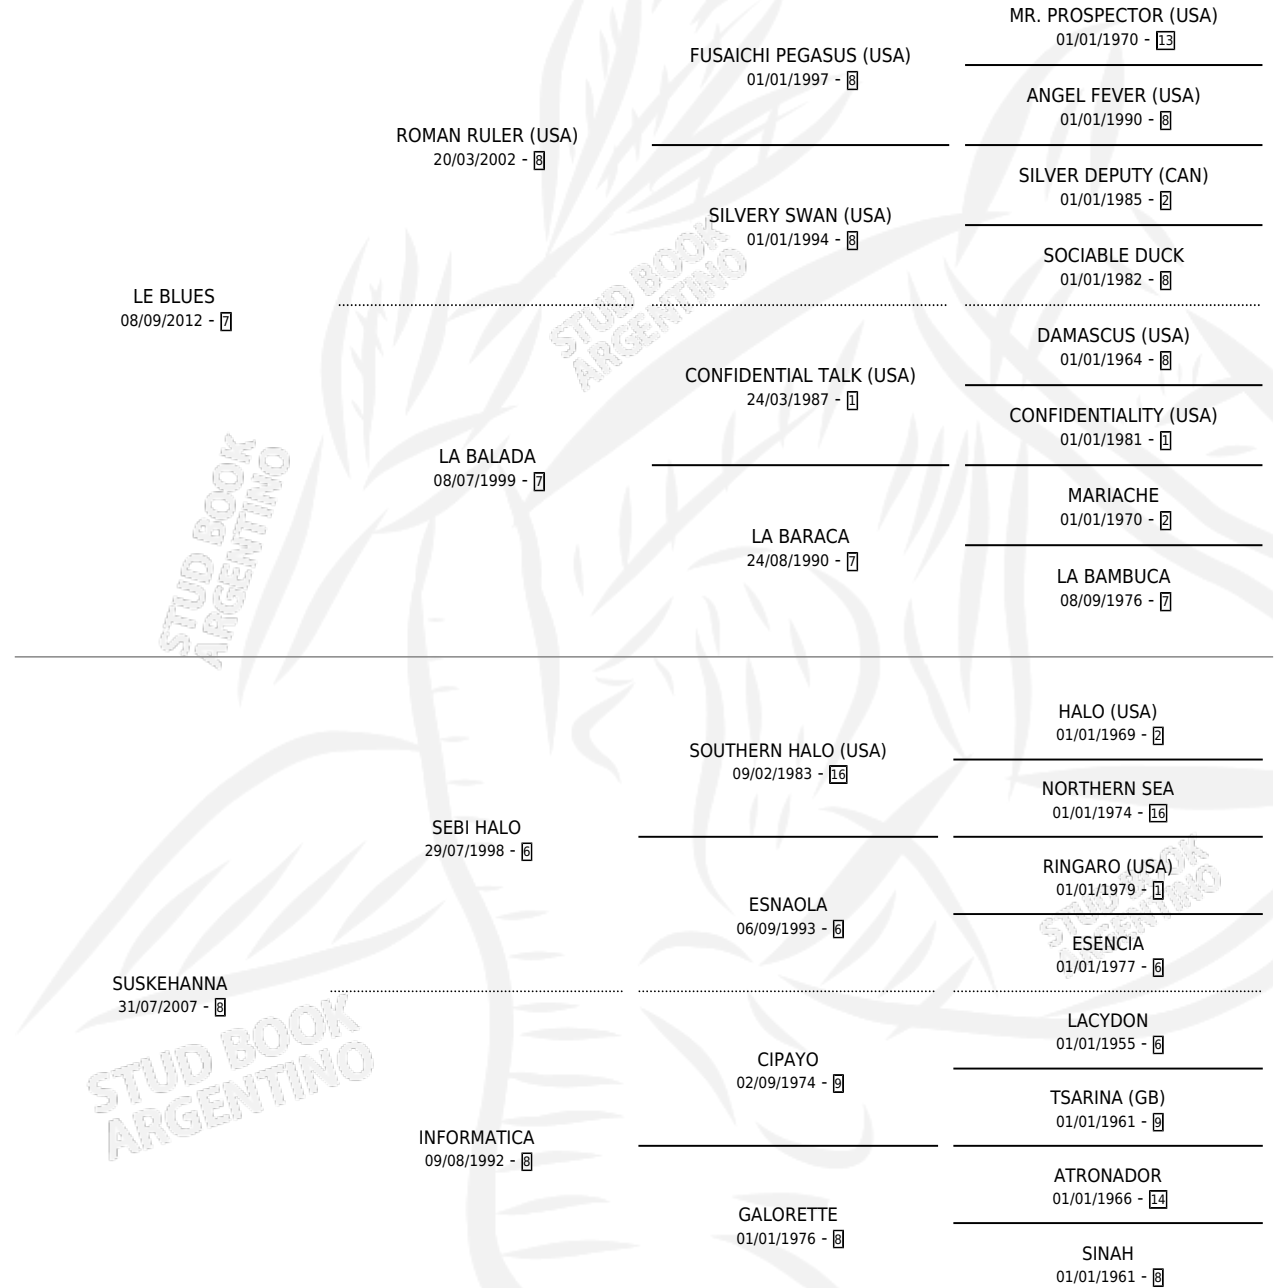 MR. PROSPECTOR (USA)
01/01/1970 - 13
FUSAICHI PEGASUS (USA)
01/01/1997 - 8
ANGEL FEVER (USA)
01/01/1990 - 8
ROMAN RULER (USA)
20/03/2002 - 8
SILVER DEPUTY (CAN)
01/01/1985 - 2
SILVERY SWAN (USA)
01/01/1994 - 8
SOCIABLE DUCK
01/01/1982 - 8
STUD BOOK
ARGENTINO
LE BLUES
08/09/2012 - 7
DAMASCUS (USA)
01/01/1964 - 8
CONFIDENTIAL TALK (USA)
24/03/1987 - 1
CONFIDENTIALITY (USA)
01/01/1981 - 1
LA BALADA
08/07/1999 - 7
MARIACHE
01/01/1970 - 2
LA BARACA
24/08/1990 - 7
LA BAMBUCA
08/09/1976 - 7
STUD BOOK
ARGENTINO
HALO (USA)
01/01/1969 - 2
SOUTHERN HALO (USA)
09/02/1983 - 16
NORTHERN SEA
01/01/1974 - 16
SEBI HALO
29/07/1998 - 6
RINGARO (USA)
01/01/1979 - 1
ESNAOLA
06/09/1993 - 6
ESENCIA
01/01/1977 - 6
STUD BOOK
ARGENTINO
SUSKEHANNA
31/07/2007 - 8
LACYDON
01/01/1955 - 6
CIPAYO
02/09/1974 - 9
TSARINA (GB)
01/01/1961 - 9
STUD BOOK
ARGENTINO
INFORMATICA
09/08/1992 - 8
ATRONADOR
01/01/1966 - 14
GALORETTE
01/01/1976 - 8
SINAH
01/01/1961 - 8